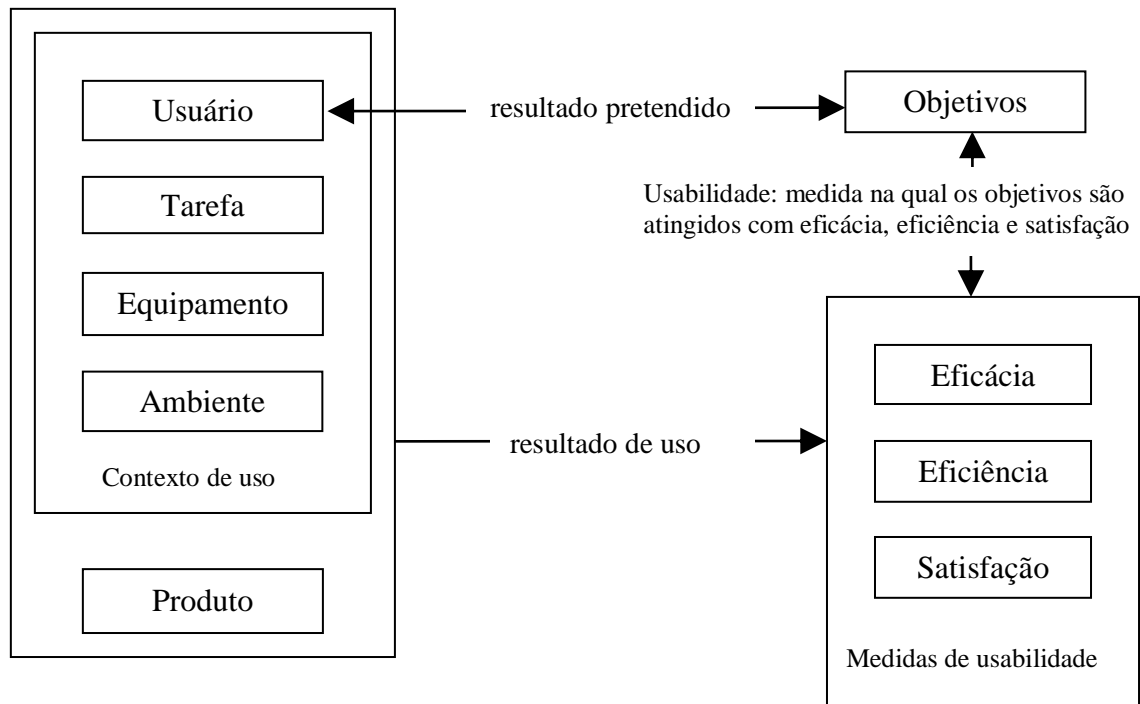 Usuário
resultado pretendido
Objetivos
Tarefa
Usabilidade: medida na qual os objetivos são
atingidos com eficácia, eficiência e satisfação
Equipamento
Ambiente
Contexto de uso
Produto
resultado de uso
Eficácia
Eficiência
Satisfação
Medidas de usabilidade